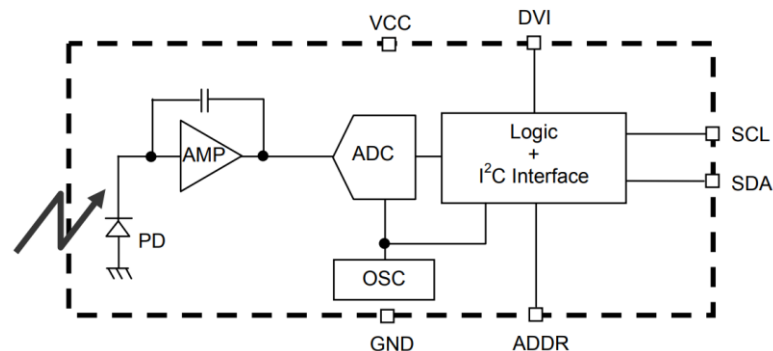 VCC
DVI
AMP
ADC
Logic
+
I²C Interface
SCL
SDA
PD
OSC
GND
ADDR